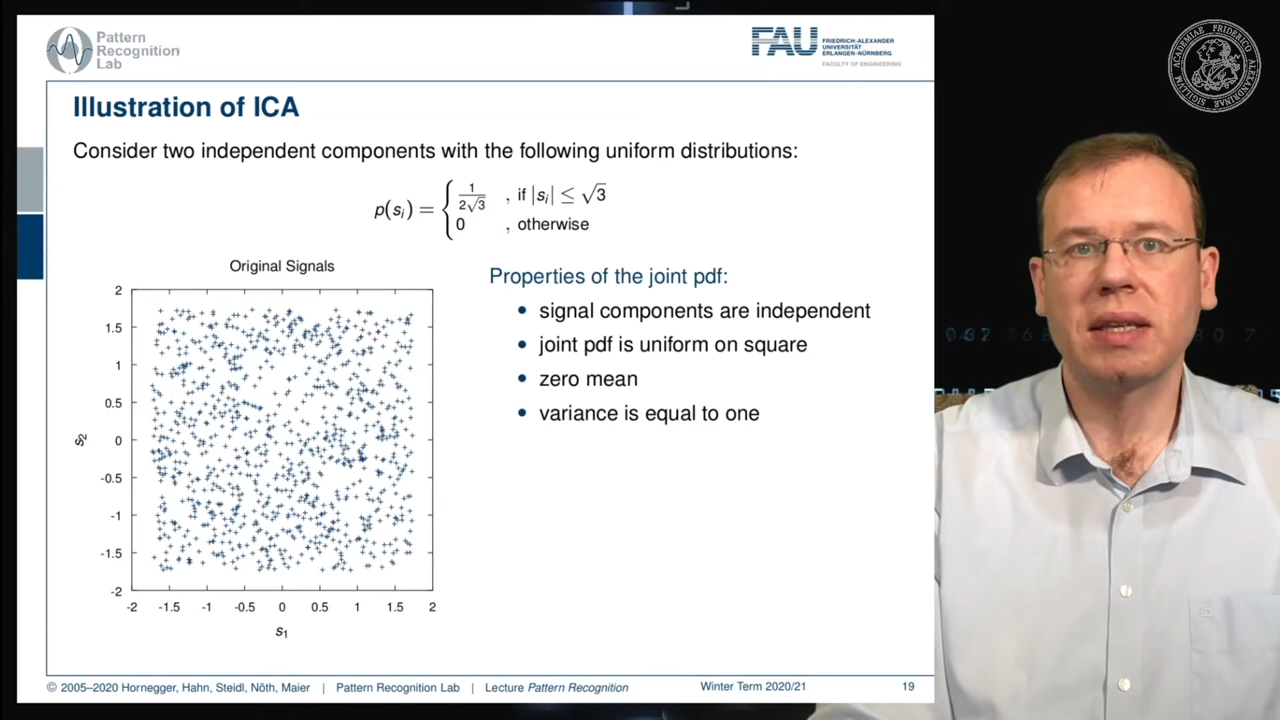 Pattern
Recognition
Lab
FAU
FRIEDRICH-ALEXANDER
UNIVERSITÄT
ERLANGEN-NÜRNBERG
FACULTY OF ENGINEERING
Illustration of ICA
Consider two independent components with the following uniform distributions:
p(sᵢ) = { 1/(2√3) , if |sᵢ| ≤ √3
0 , otherwise
Original Signals
Properties of the joint pdf:
• signal components are independent
• joint pdf is uniform on square
• zero mean
• variance is equal to one
2
1.5
1
0.5
0
-0.5
-1
-1.5
-2
s₂
-2 -1.5 -1 -0.5 0 0.5 1 1.5 2
s₁
© 2005–2020 Hornegger, Hahn, Steidl, Nöth, Maier | Pattern Recognition Lab | Lecture Pattern Recognition Winter Term 2020/21 19